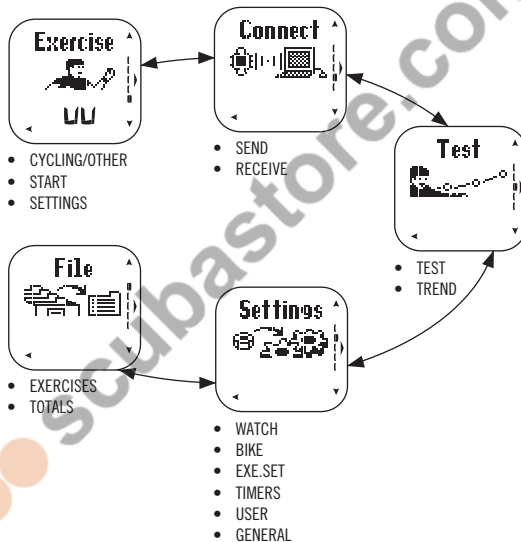 Exercise
• CYCLING/OTHER
• START
• SETTINGS
Connect
• SEND
• RECEIVE
Test
• TEST
• TREND
File
• EXERCISES
• TOTALS
Settings
• WATCH
• BIKE
• EXE.SET
• TIMERS
• USER
• GENERAL
scubastore.com